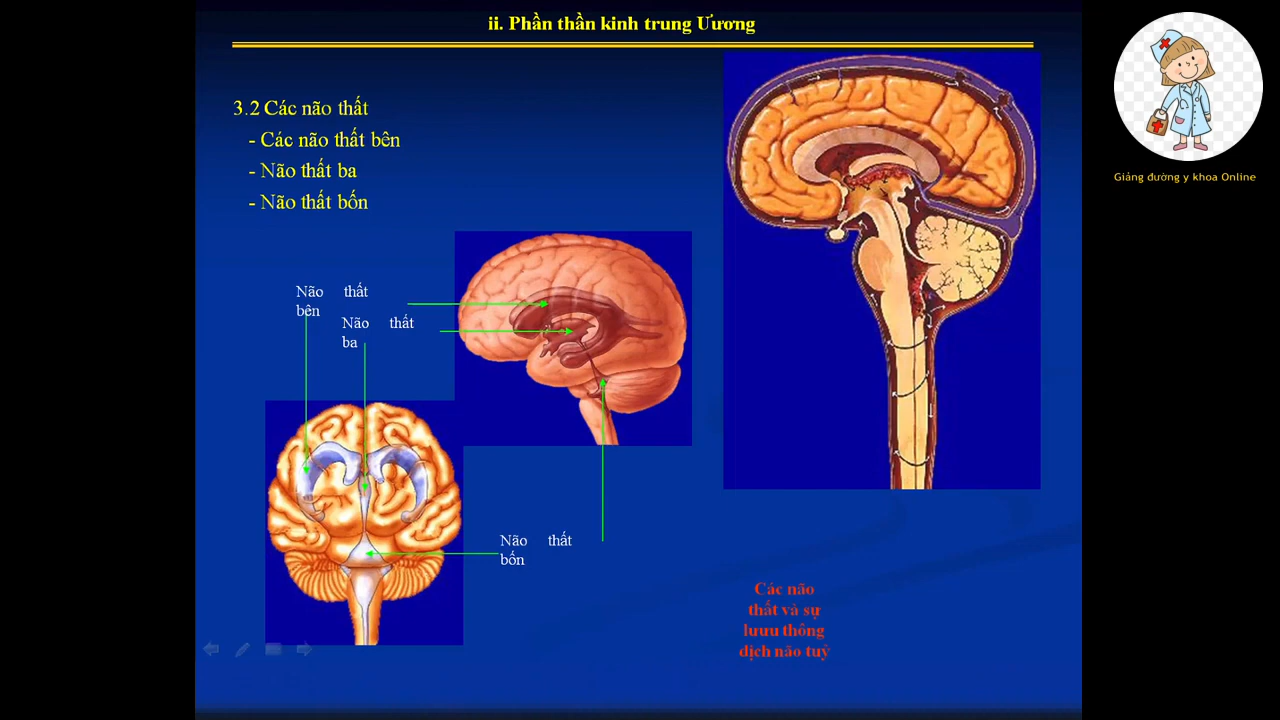 ii. Phần thần kinh trung Ương
3.2 Các não thất
- Các não thất bên
- Não thất ba
- Não thất bốn
Não thất
bên
Não thất
ba
Não thất
bốn
Các não
thất và sự
lưuu thông
dịch não tuỷ
Giảng đường y khoa Online